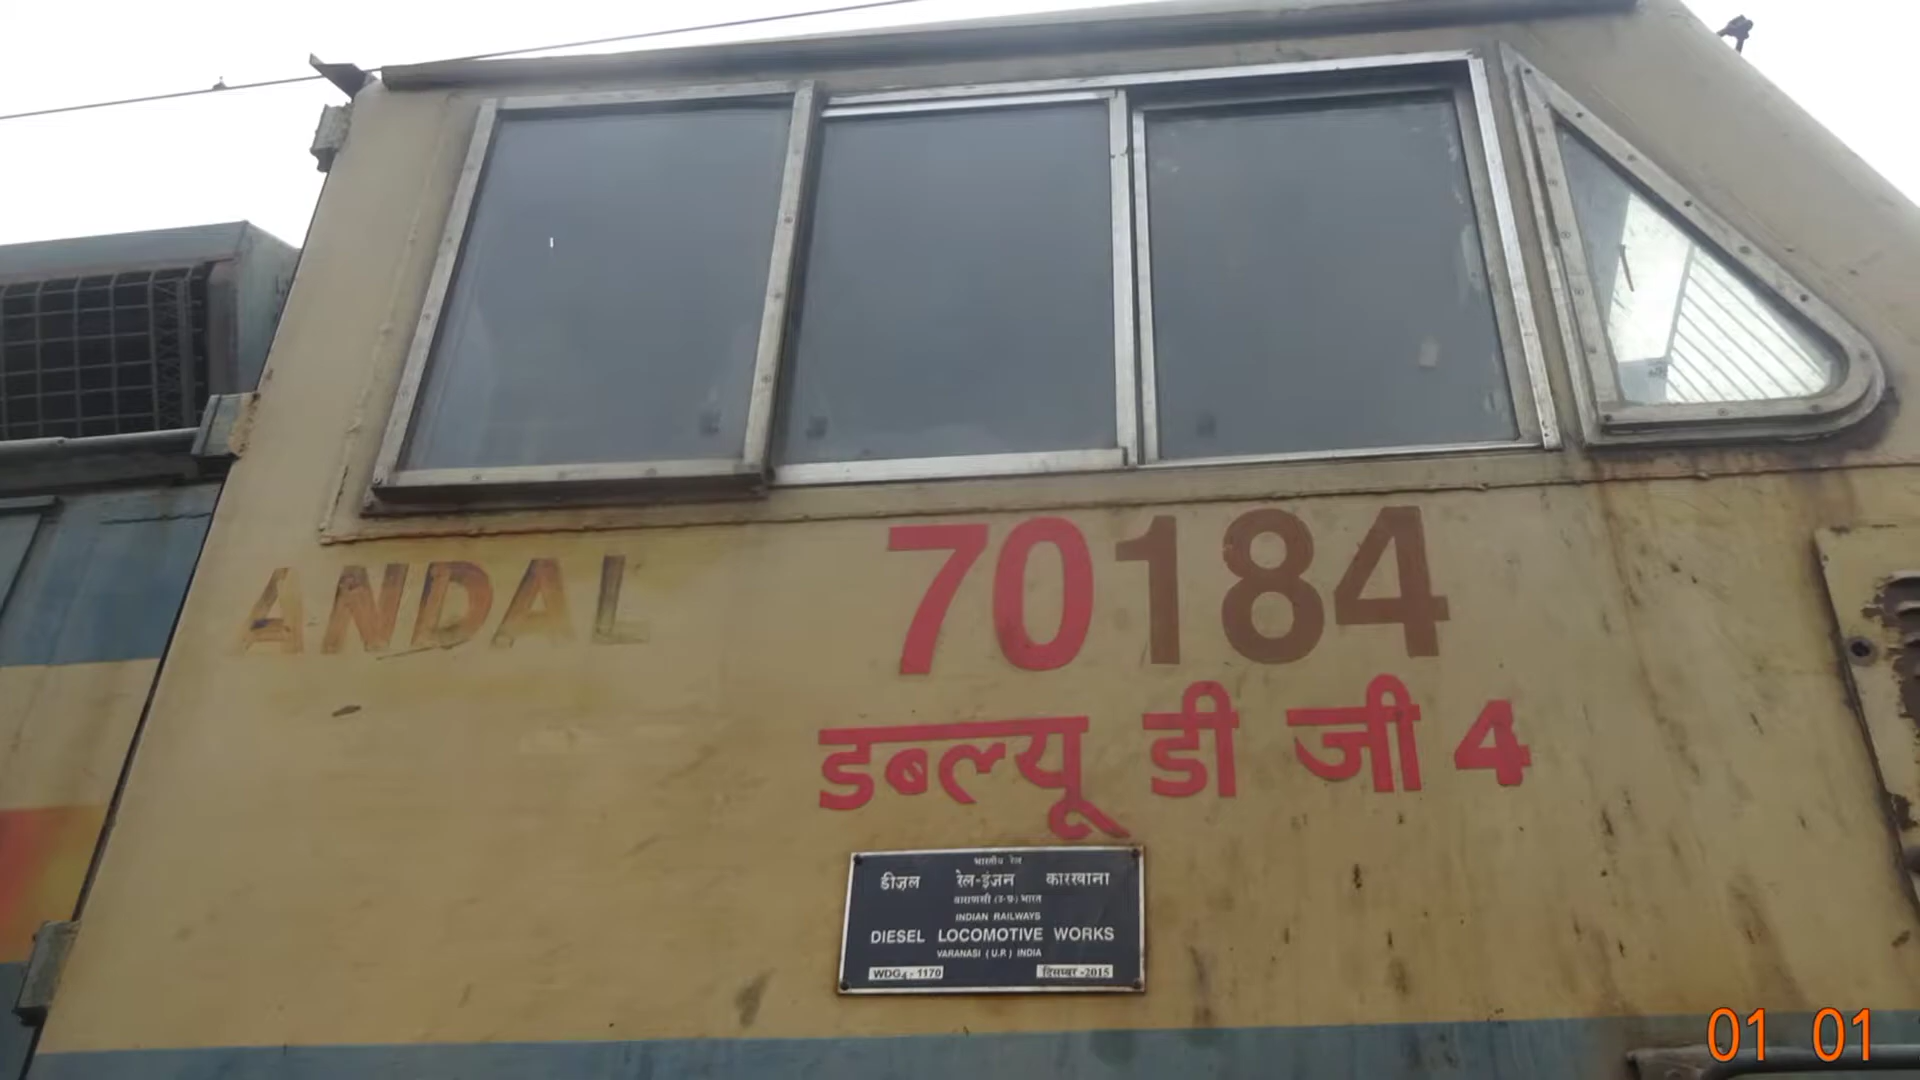 ANDAL
70184
डब्ल्यू डी जी 4
भारतीय रेल
डीज़ल रेल-इंजन कारखाना
वाराणसी (उ-प्र) भारत
INDIAN RAILWAYS
DIESEL LOCOMOTIVE WORKS
VARANASI (U.P.) INDIA
WDG4 - 1170 दिसम्बर -2015
01 01